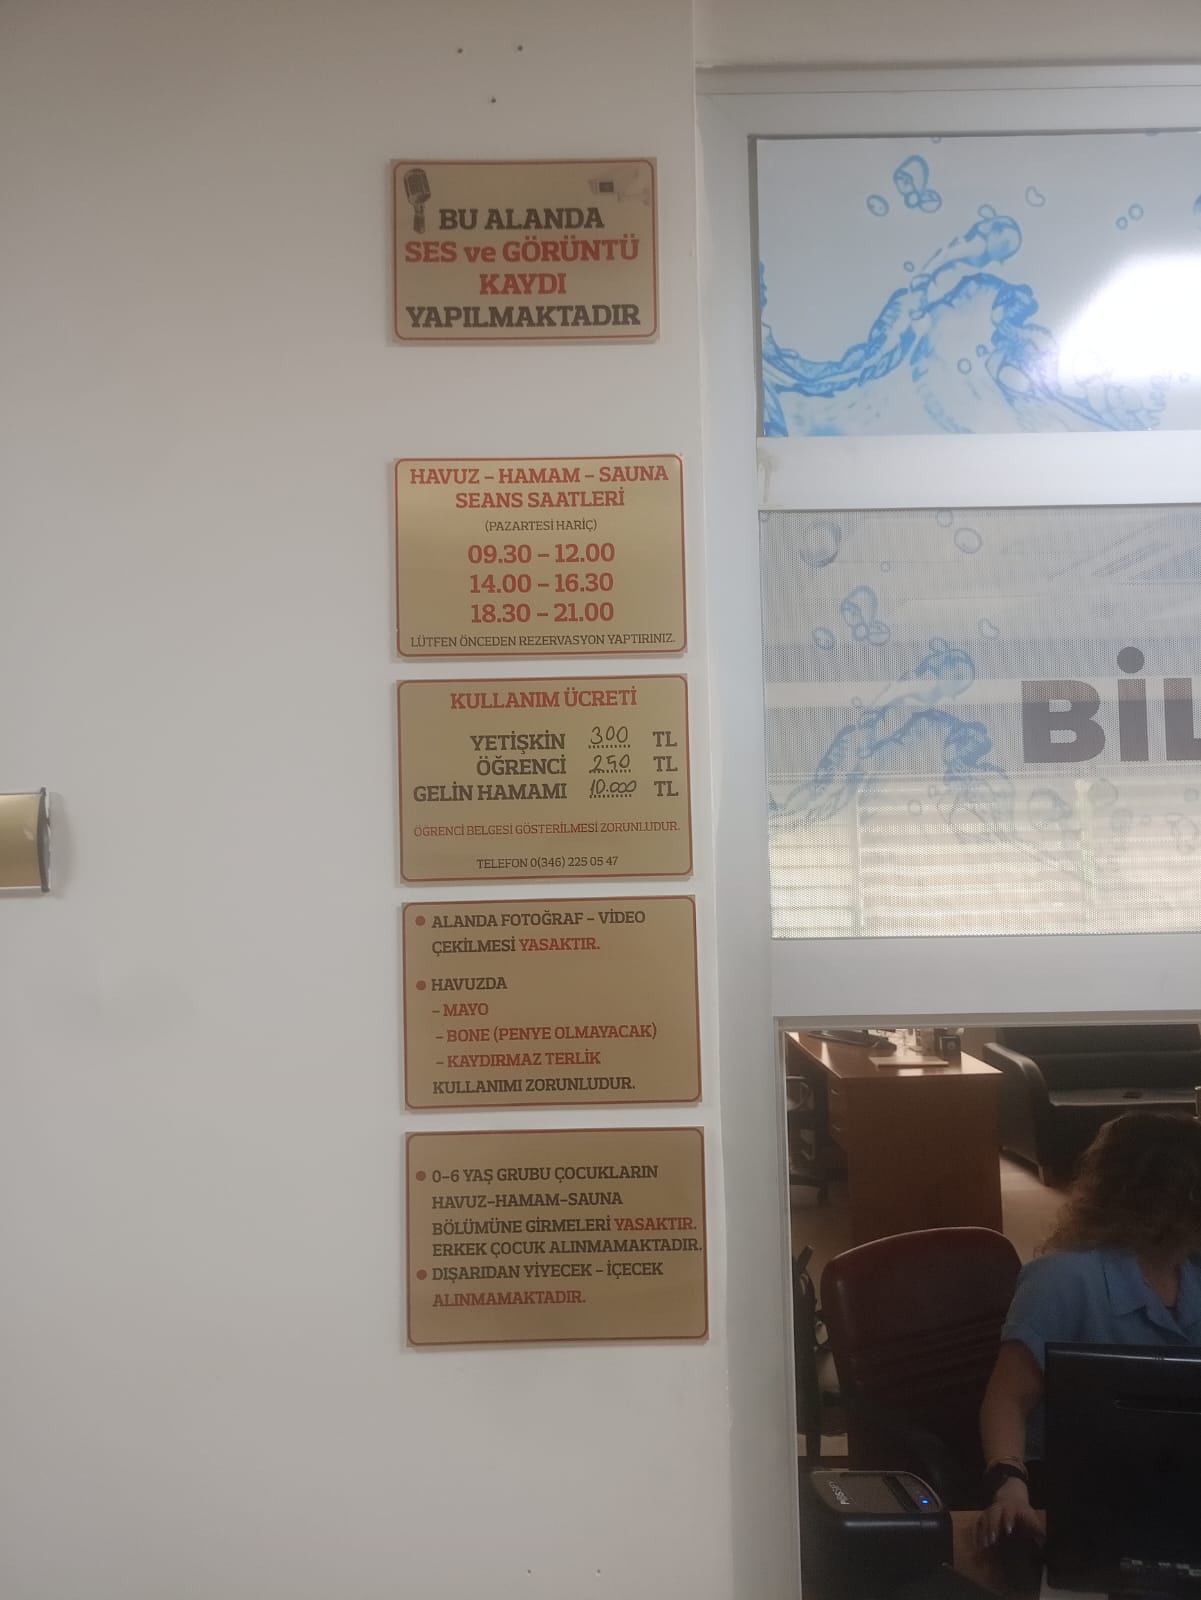 BU ALANDA
SES ve GÖRÜNTÜ
KAYDI
YAPILMAKTADIR
HAVUZ – HAMAM – SAUNA
SEANS SAATLERİ
(PAZARTESİ HARİÇ)
09.30 – 12.00
14.00 – 16.30
18.30 – 21.00
LÜTFEN ÖNCEDEN REZERVASYON YAPTIRINIZ.
KULLANIM ÜCRETİ
YETİŞKİN 300 TL
ÖĞRENCİ 250 TL
GELİN HAMAMI 10.000 TL
ÖĞRENCİ BELGESİ GÖSTERİLMESİ ZORUNLUDUR.
TELEFON 0(346) 225 05 47
● ALANDA FOTOĞRAF – VİDEO
ÇEKİLMESİ YASAKTIR.
● HAVUZDA
– MAYO
– BONE (PENYE OLMAYACAK)
– KAYDIRMAZ TERLİK
KULLANIMI ZORUNLUDUR.
● 0-6 YAŞ GRUBU ÇOCUKLARIN
HAVUZ-HAMAM-SAUNA
BÖLÜMÜNE GİRMELERİ YASAKTIR.
ERKEK ÇOCUK ALINMAMAKTADIR.
● DIŞARIDAN YİYECEK – İÇECEK
ALINMAMAKTADIR.
BİL